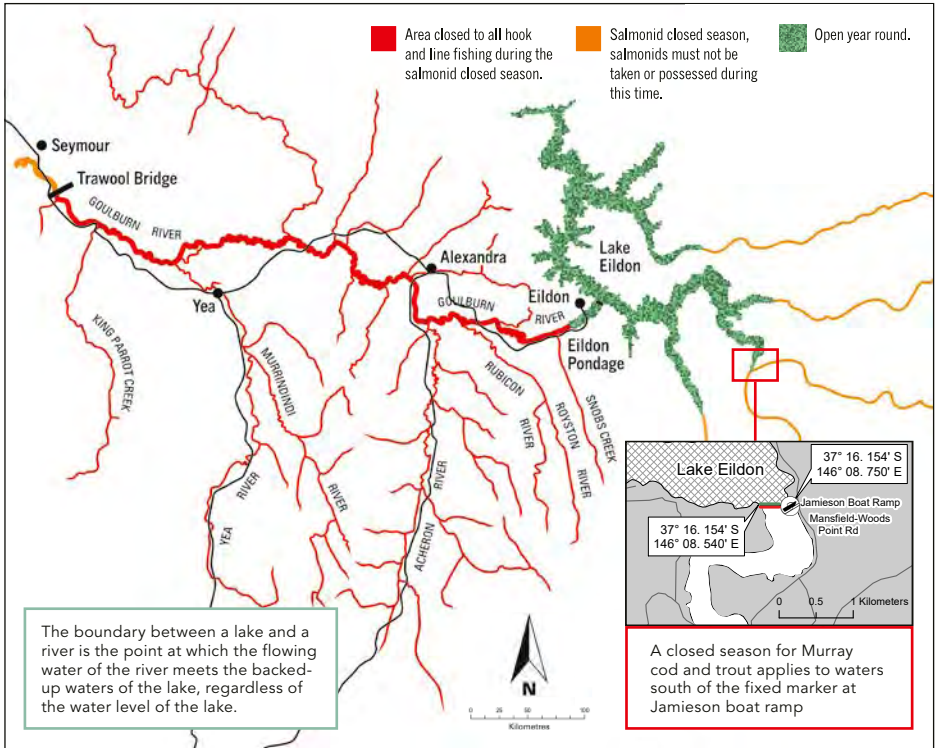 Area closed to all hook
and line fishing during the
salmonid closed season.
Salmonid closed season,
salmonids must not be
taken or possessed during
this time.
Open year round.
Seymour
Trawool Bridge
GOULBURN RIVER
Lake
Eildon
Alexandra
Eildon
GOULBURN
RIVER
Eildon
Pondage
Yea
KING PARROT CREEK
MURRINDINDI
RIVER
YEA
RIVER
ACHERON
RIVER
RUBICON
RIVER
ROYSTON
RIVER
SNOBS CREEK
Lake Eildon
37° 16. 154' S
146° 08. 750' E
Jamieson Boat Ramp
Mansfield-Woods
Point Rd
37° 16. 154' S
146° 08. 540' E
0 0.5 1 Kilometers
The boundary between a lake and a
river is the point at which the flowing
water of the river meets the backed-
up waters of the lake, regardless of
the water level of the lake.
N
0 25 50 100
Kilometres
A closed season for Murray
cod and trout applies to waters
south of the fixed marker at
Jamieson boat ramp